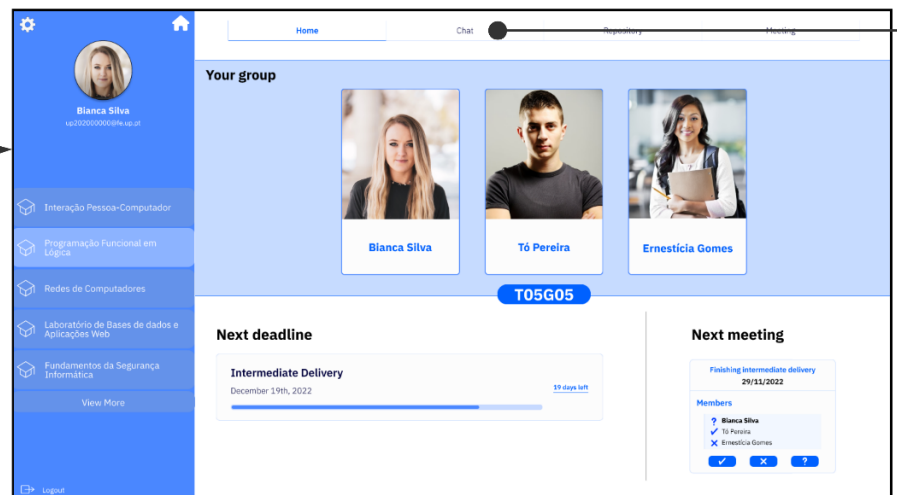 Bianca Silva
up202000000@fe.up.pt
Interação Pessoa-Computador
Programação Funcional em
Lógica
Redes de Computadores
Laboratório de Bases de dados e
Aplicações Web
Fundamentos da Segurança
Informática
View More
Logout
Home
Chat
Repository
Meeting
Your group
Bianca Silva
Tó Pereira
Ernestícia Gomes
T05G05
Next deadline
Intermediate Delivery
December 19th, 2022
19 days left
Next meeting
Finishing intermediate delivery
29/11/2022
Members
? Bianca Silva
✓ Tó Pereira
✕ Ernestícia Gomes
✓ ✕ ?